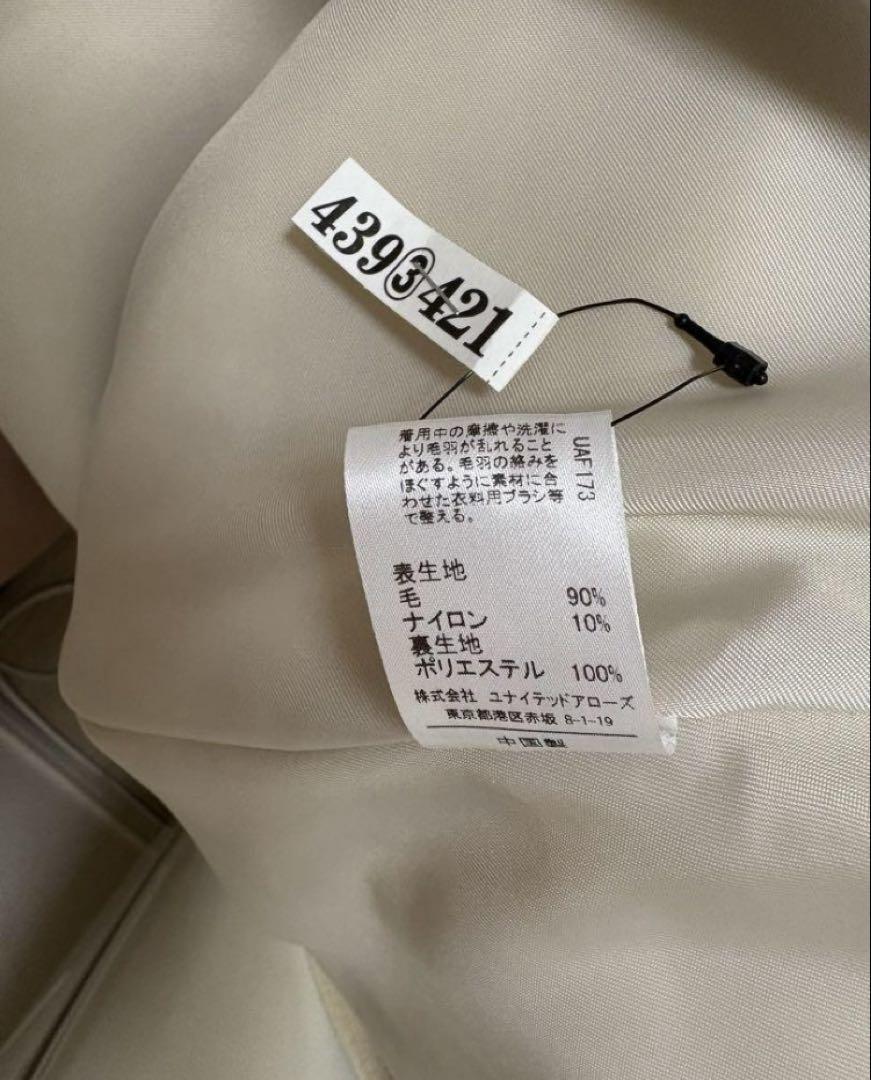 4393421
着用中の摩擦や洗濯に
より毛羽が乱れること
がある。毛羽の絡みを
ほぐすように素材に合
わせた衣料用ブラシ等
で整える。
UAF173
表生地
毛 90%
ナイロン 10%
裏生地
ポリエステル 100%
株式会社 ユナイテッドアローズ
東京都港区赤坂 8-1-19
中国製